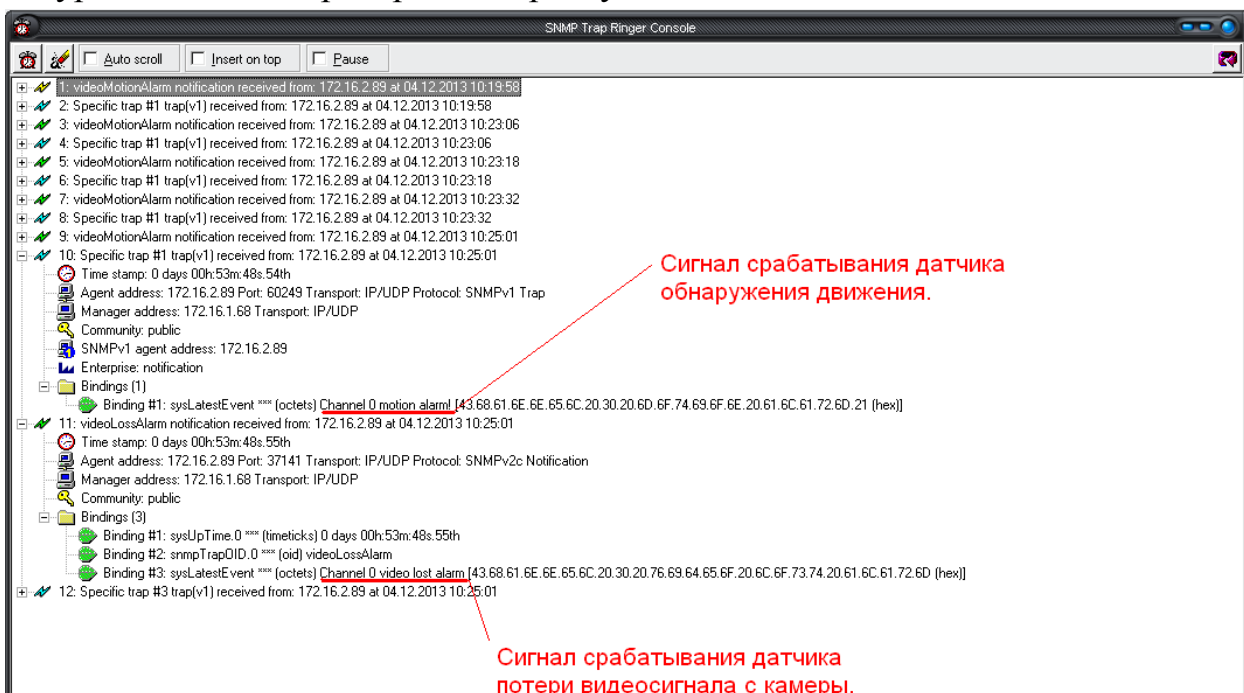 SNMP Trap Ringer Console
Auto scroll Insert on top Pause
1: videoMotionAlarm notification received from: 172.16.2.89 at 04.12.2013 10:19:58
2: Specific trap #1 trap(v1) received from: 172.16.2.89 at 04.12.2013 10:19:58
3: videoMotionAlarm notification received from: 172.16.2.89 at 04.12.2013 10:23:06
4: Specific trap #1 trap(v1) received from: 172.16.2.89 at 04.12.2013 10:23:06
5: videoMotionAlarm notification received from: 172.16.2.89 at 04.12.2013 10:23:18
6: Specific trap #1 trap(v1) received from: 172.16.2.89 at 04.12.2013 10:23:18
7: videoMotionAlarm notification received from: 172.16.2.89 at 04.12.2013 10:23:32
8: Specific trap #1 trap(v1) received from: 172.16.2.89 at 04.12.2013 10:23:32
9: videoMotionAlarm notification received from: 172.16.2.89 at 04.12.2013 10:25:01
10: Specific trap #1 trap(v1) received from: 172.16.2.89 at 04.12.2013 10:25:01
Time stamp: 0 days 00h:53m:48s.54th
Agent address: 172.16.2.89 Port: 60249 Transport: IP/UDP Protocol: SNMPv1 Trap
Manager address: 172.16.1.68 Transport: IP/UDP
Community: public
SNMPv1 agent address: 172.16.2.89
Enterprise: notification
Bindings (1)
Binding #1: sysLatestEvent *** (octets) Channel 0 motion alarm! [43.68.61.6E.6E.65.6C.20.30.20.6D.6F.74.69.6F.6E.20.61.6C.61.72.6D.21 (hex)]
Сигнал срабатывания датчика
обнаружения движения.
11: videoLossAlarm notification received from: 172.16.2.89 at 04.12.2013 10:25:01
Time stamp: 0 days 00h:53m:48s.55th
Agent address: 172.16.2.89 Port: 37141 Transport: IP/UDP Protocol: SNMPv2c Notification
Manager address: 172.16.1.68 Transport: IP/UDP
Community: public
Bindings (3)
Binding #1: sysUpTime.0 *** (timeticks) 0 days 00h:53m:48s.55th
Binding #2: snmpTrapOID.0 *** (oid) videoLossAlarm
Binding #3: sysLatestEvent *** (octets) Channel 0 video lost alarm [43.68.61.6E.6E.65.6C.20.30.20.76.69.64.65.6F.20.6C.6F.73.74.20.61.6C.61.72.6D (hex)]
12: Specific trap #3 trap(v1) received from: 172.16.2.89 at 04.12.2013 10:25:01
Сигнал срабатывания датчика
потери видеосигнала с камеры.